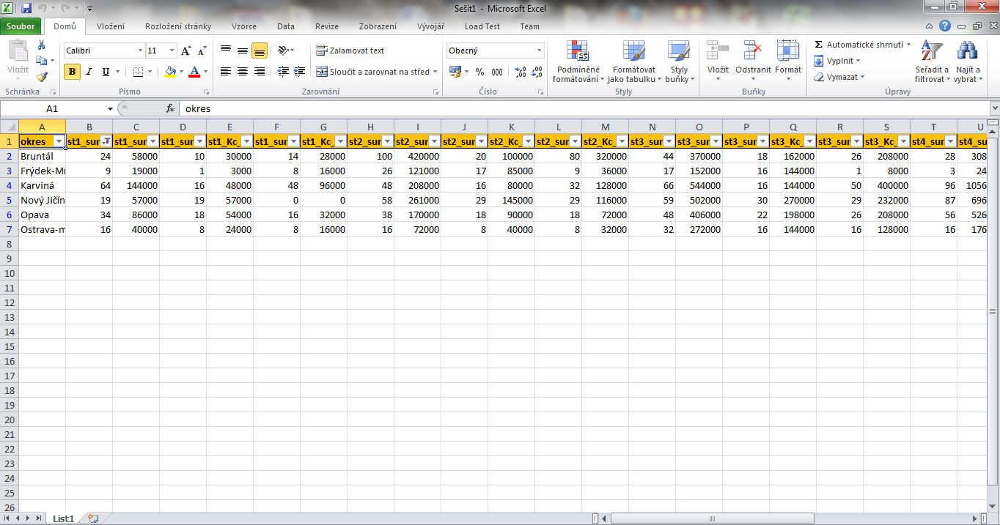 Sešit1 - Microsoft Excel
Soubor Domů Vložení Rozložení stránky Vzorce Data Revize Zobrazení Vývojář Load Test Team
Vložit
Schránka
Calibri 11
B I U A A A
Písmo
Zalamovat text
Sloučit a zarovnat na střed
Zarovnání
Obecný
% 000
Číslo
Podmíněné formátování
Formátovat jako tabulku
Styly buňky
Styly
Vložit Odstranit Formát
Buňky
Σ Automatické shrnutí
Vyplnit
Vymazat
Seřadit a filtrovat
Najít a vybrat
Úpravy
A1 fx okres
A B C D E F G H I J K L M N O P Q R S T U
1 okres st1_sur st1_sur st1_sur st1_Kc_ st1_sur st1_Kc_ st2_sur st2_sur st2_sur st2_Kc_ st2_sur st2_Kc_ st3_sur st3_sur st3_sur st3_Kc_ st3_sur st3_Kc_ st4_sur st4_su
2 Bruntál 24 58000 10 30000 14 28000 100 420000 20 100000 80 320000 44 370000 18 162000 26 208000 28 308
3 Frýdek-Mi 9 19000 1 3000 8 16000 26 121000 17 85000 9 36000 17 152000 16 144000 1 8000 3 24
4 Karviná 64 144000 16 48000 48 96000 48 208000 16 80000 32 128000 66 544000 16 144000 50 400000 96 1056
5 Nový Jičín 19 57000 19 57000 0 0 58 261000 29 145000 29 116000 59 502000 30 270000 29 232000 87 696
6 Opava 34 86000 18 54000 16 32000 38 170000 18 90000 18 72000 48 406000 22 198000 26 208000 56 526
7 Ostrava-m 16 40000 8 24000 8 16000 16 72000 8 40000 8 32000 32 272000 16 144000 16 128000 16 176
8
9
10
11
12
13
14
15
16
17
18
19
20
21
22
23
24
25
26
List1